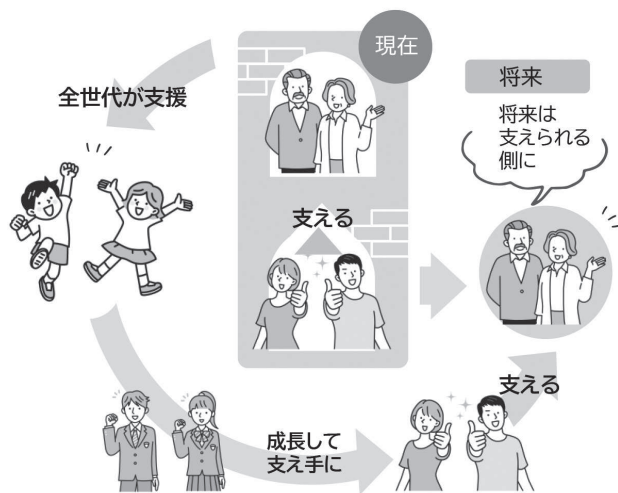 現在
全世代が支援
支える
将来
将来は
支えられる
側に
成長して
支え手に
支える